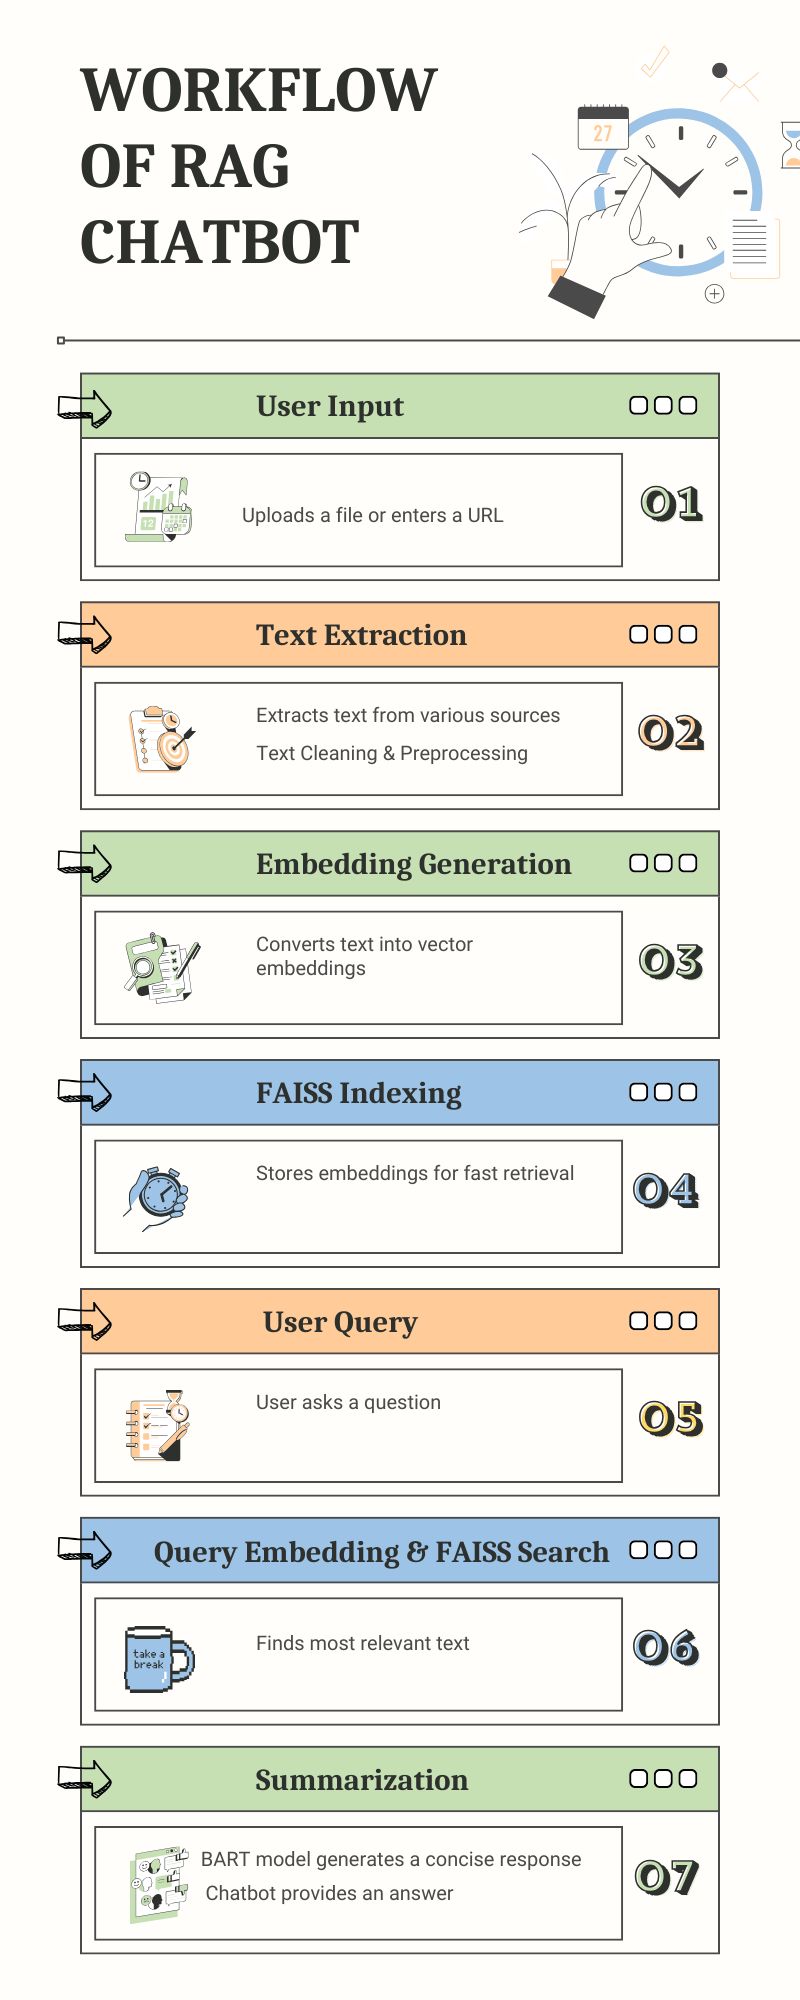 WORKFLOW
OF RAG
CHATBOT
27
User Input
12
Uploads a file or enters a URL
01
Text Extraction
Extracts text from various sources
Text Cleaning & Preprocessing
02
Embedding Generation
Converts text into vector
embeddings
03
FAISS Indexing
Stores embeddings for fast retrieval
04
User Query
User asks a question
05
Query Embedding & FAISS Search
Finds most relevant text
take a
break
06
Summarization
BART model generates a concise response
Chatbot provides an answer
07